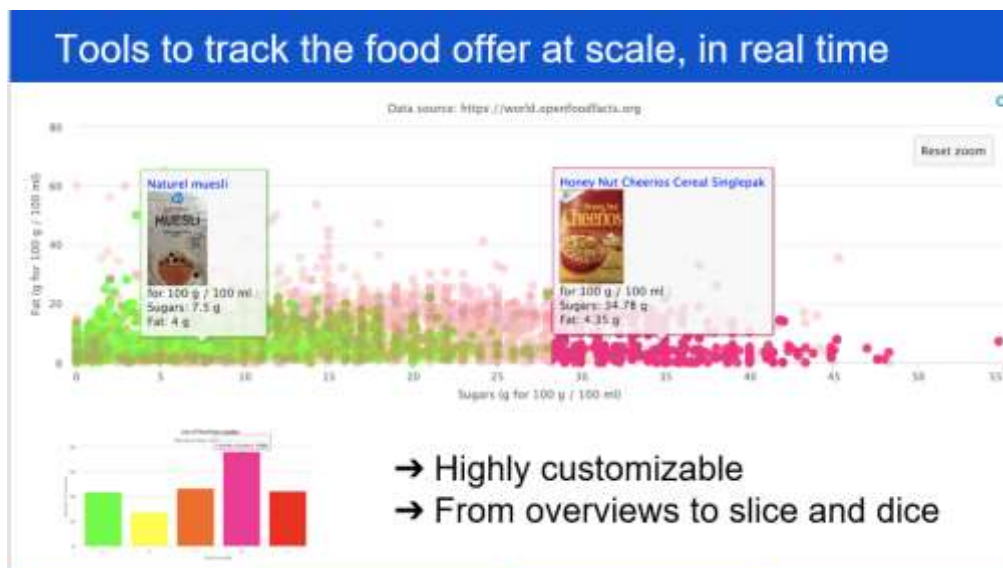 Tools to track the food offer at scale, in real time
Data source: https://world.openfoodfacts.org
Reset zoom
80
60
40
20
0
Fat (g for 100 g / 100 ml)
Naturel muesli
MUESLI
for 100 g / 100 ml
Sugars: 7.5 g
Fat: 4 g
Honey Nut Cheerios Cereal Singlepak
Honey Nut
Cheerios
for 100 g / 100 ml
Sugars: 34.78 g
Fat: 4.35 g
0 5 10 15 20 25 30 35 40 45 50 55
Sugars (g for 100 g / 100 ml)
➔ Highly customizable
➔ From overviews to slice and dice